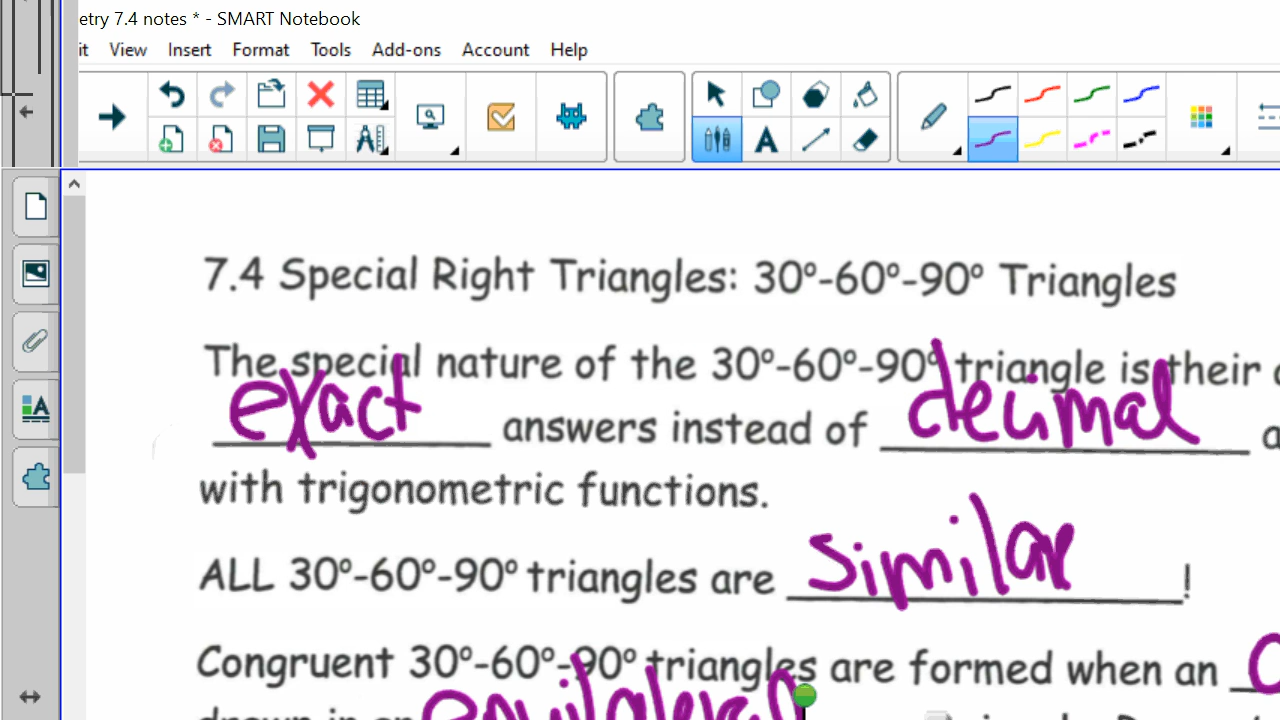 etry 7.4 notes * - SMART Notebook
it View Insert Format Tools Add-ons Account Help
7.4 Special Right Triangles: 30°-60°-90° Triangles
The special nature of the 30°-60°-90° triangle is their
exact answers instead of decimal a
with trigonometric functions.
ALL 30°-60°-90° triangles are similar!
Congruent 30°-60°-90° triangles are formed when an
drawn in an equilateral